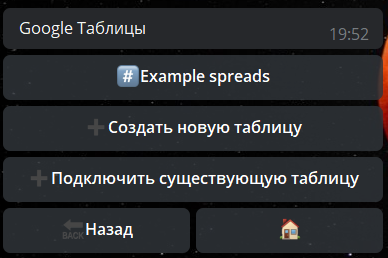 Google Таблицы
19:52
#️⃣Example spreads
➕Создать новую таблицу
➕Подключить существующую таблицу
🔙Назад
🏠